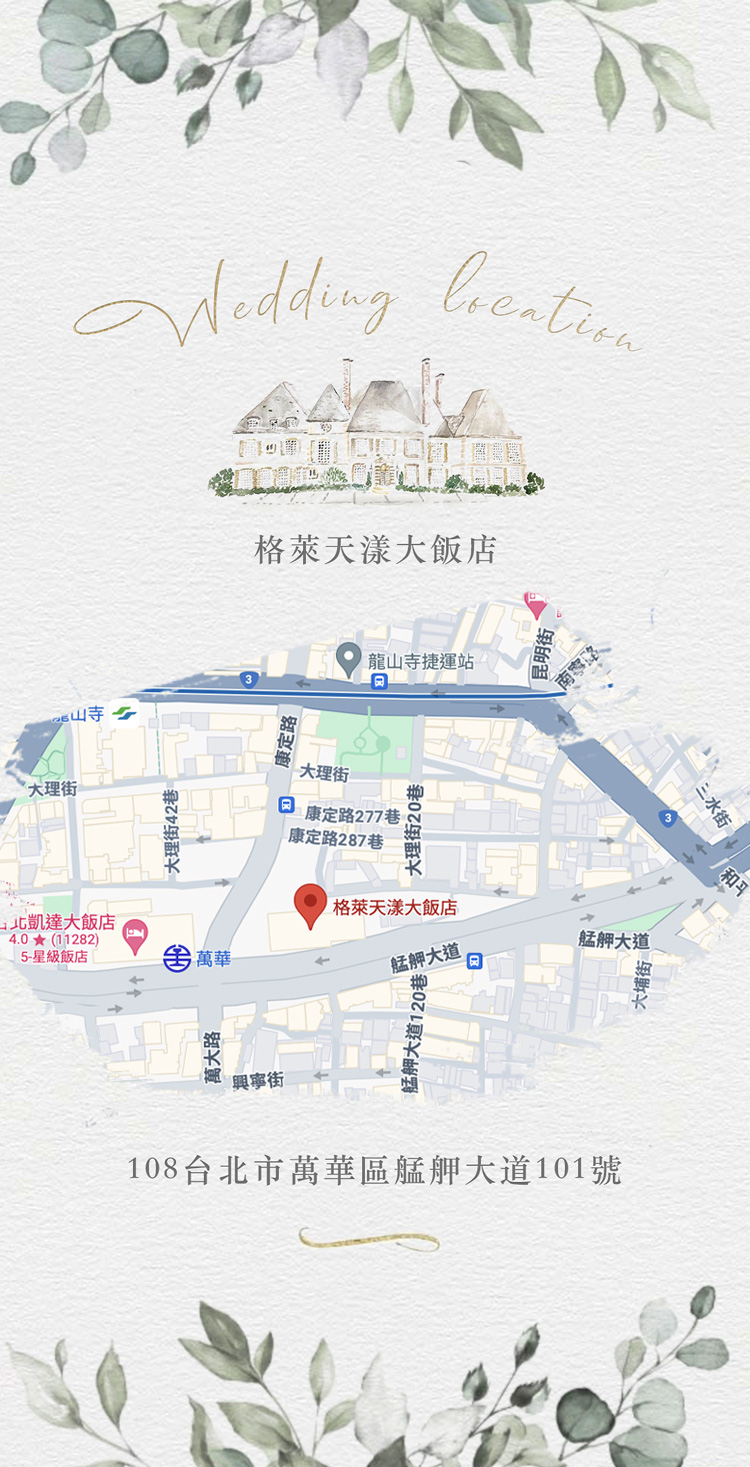 Wedding location
格萊天漾大飯店
昆明街
龍山寺捷運站
3
龍山寺
康定路
大理街
大理街
大理街42巷
康定路277巷
康定路287巷
大理街20巷
三水街
3
格萊天漾大飯店
北凱達大飯店
4.0 ★ (11282)
5-星級飯店
萬華
艋舺大道
艋舺大道
大埔街
艋舺大道120巷
萬大路
興寧街
108台北市萬華區艋舺大道101號